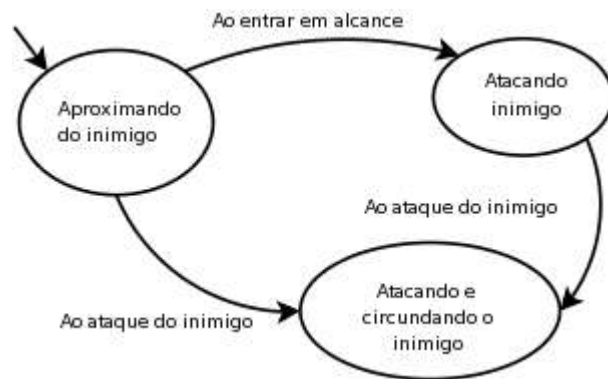 Ao entrar em alcance
Aproximando
do inimigo
Atacando
inimigo
Ao ataque do inimigo
Ao ataque do inimigo
Atacando e
circundando o
inimigo